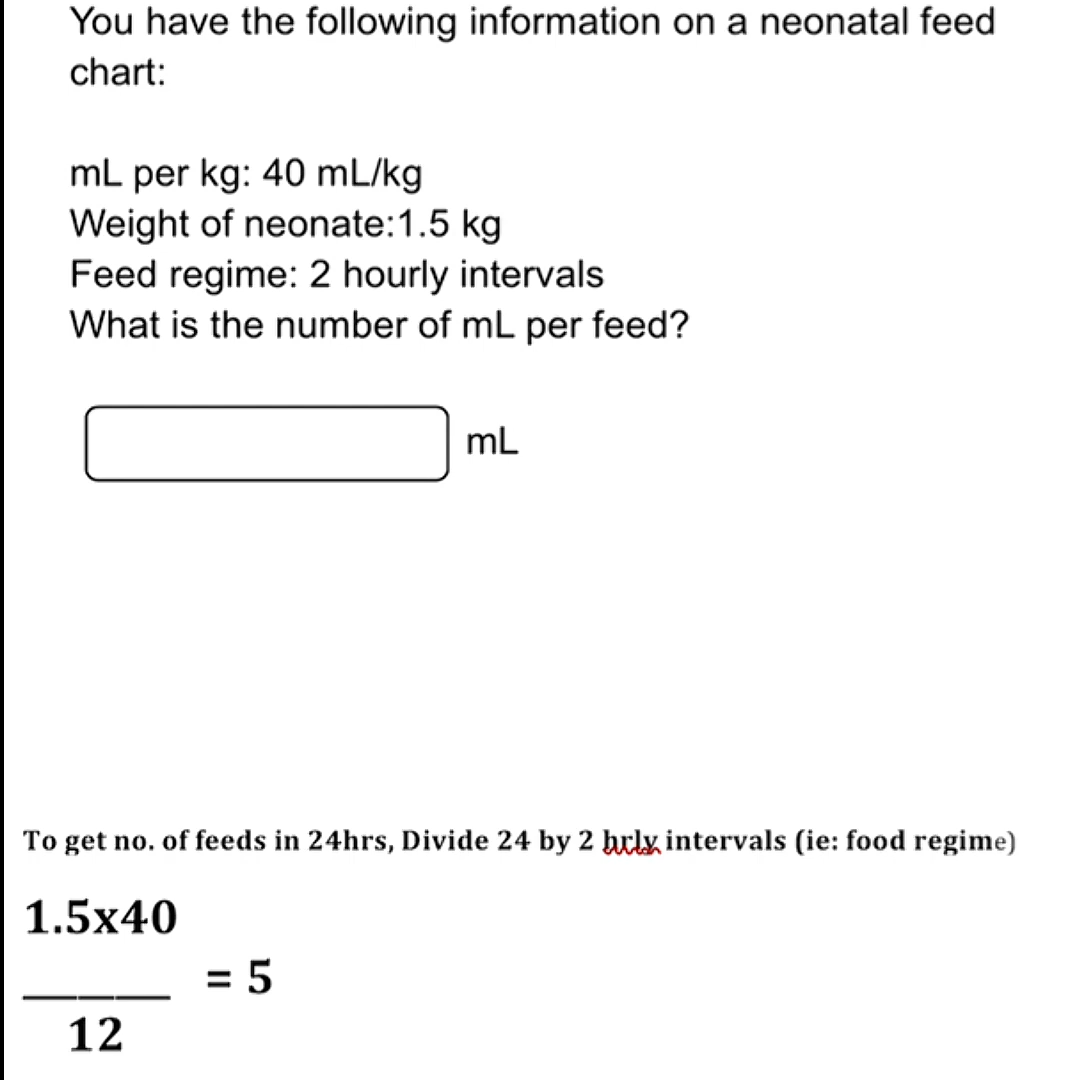 You have the following information on a neonatal feed
chart:
mL per kg: 40 mL/kg
Weight of neonate:1.5 kg
Feed regime: 2 hourly intervals
What is the number of mL per feed?
mL
To get no. of feeds in 24hrs, Divide 24 by 2 hrly intervals (ie: food regime)
1.5x40
= 5
12